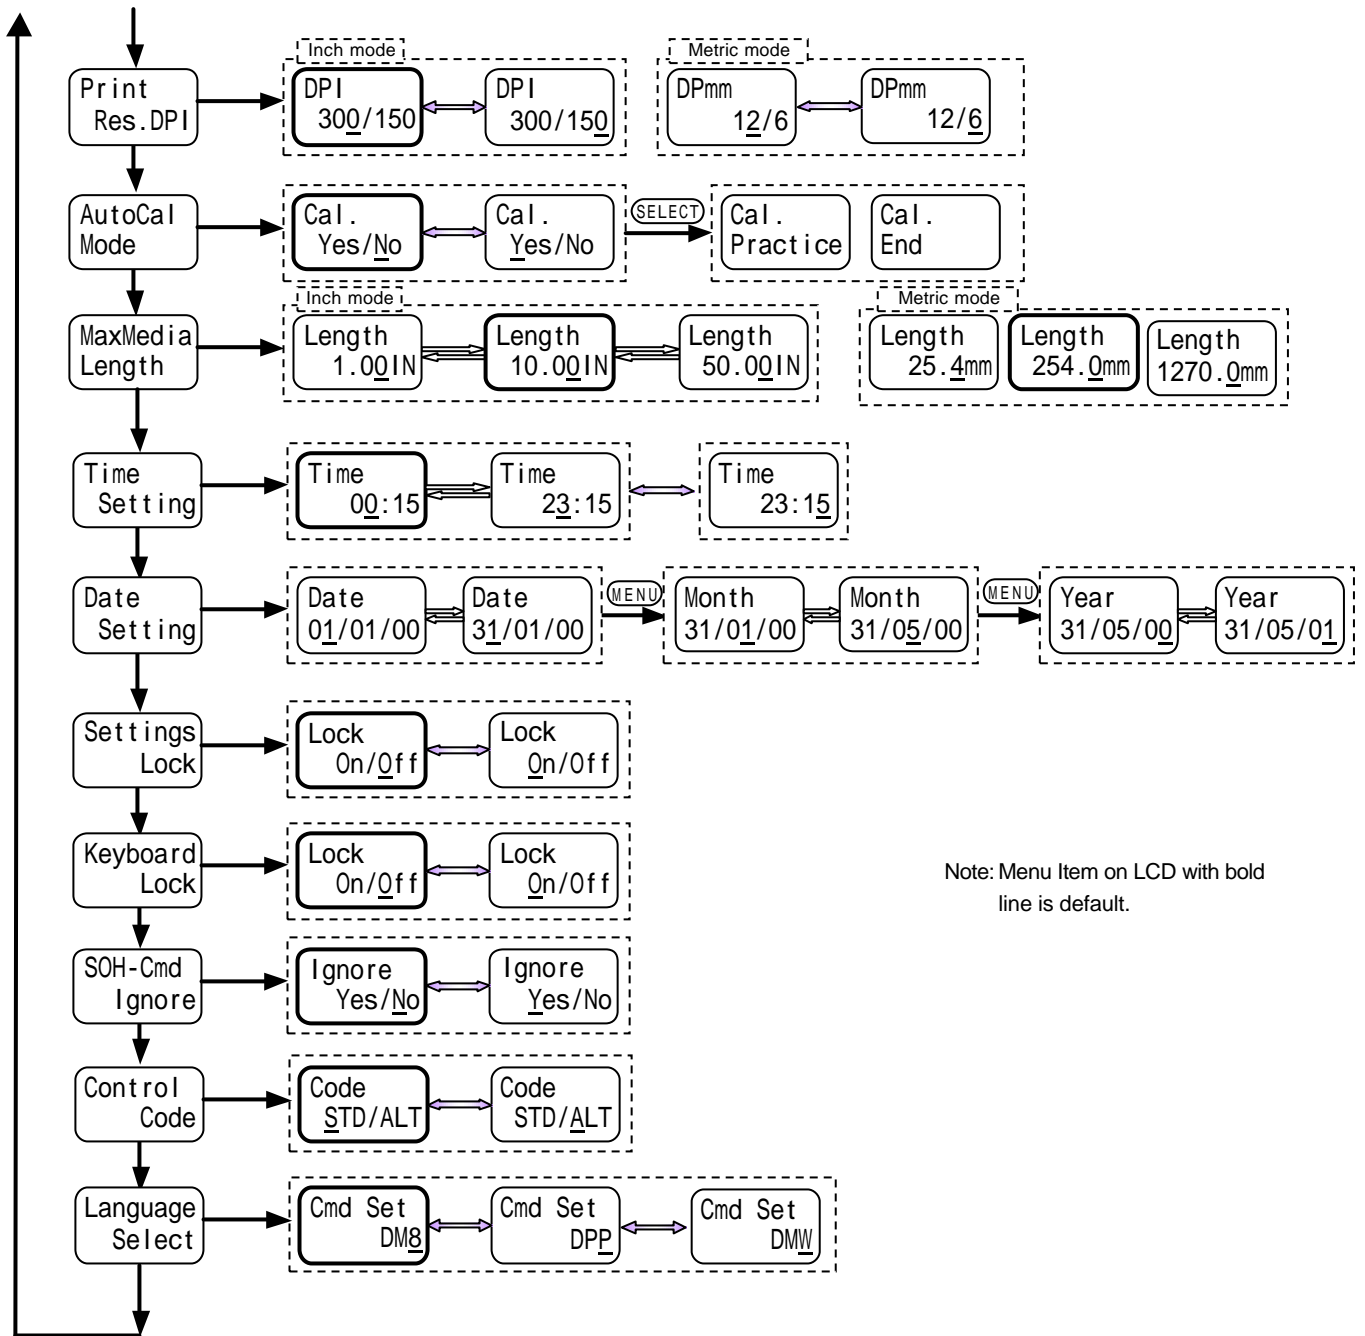 Inch mode
Metric mode
Print
Res.DPI
DPI
300/150
DPI
300/150
DPmm
12/6
DPmm
12/6
AutoCal
Mode
Cal.
Yes/No
Cal.
Yes/No
SELECT
Cal.
Practice
Cal.
End
Inch mode
Metric mode
MaxMedia
Length
Length
1.00IN
Length
10.00IN
Length
50.00IN
Length
25.4mm
Length
254.0mm
Length
1270.0mm
Time
Setting
Time
00:15
Time
23:15
Time
23:15
Date
Setting
Date
01/01/00
Date
31/01/00
MENU
Month
31/01/00
Month
31/05/00
MENU
Year
31/05/00
Year
31/05/01
Settings
Lock
Lock
On/Off
Lock
On/Off
Keyboard
Lock
Lock
On/Off
Lock
On/Off
Note: Menu Item on LCD with bold
line is default.
SOH-Cmd
Ignore
Ignore
Yes/No
Ignore
Yes/No
Control
Code
Code
STD/ALT
Code
STD/ALT
Language
Select
Cmd Set
DM8
Cmd Set
DPP
Cmd Set
DMW